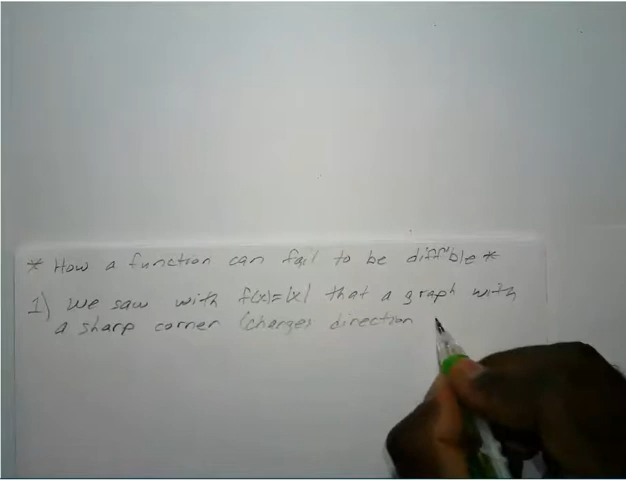 * How a function can fail to be diff'ble *
1) We saw with f(x)=|x| that a graph with
a sharp corner (changes direction